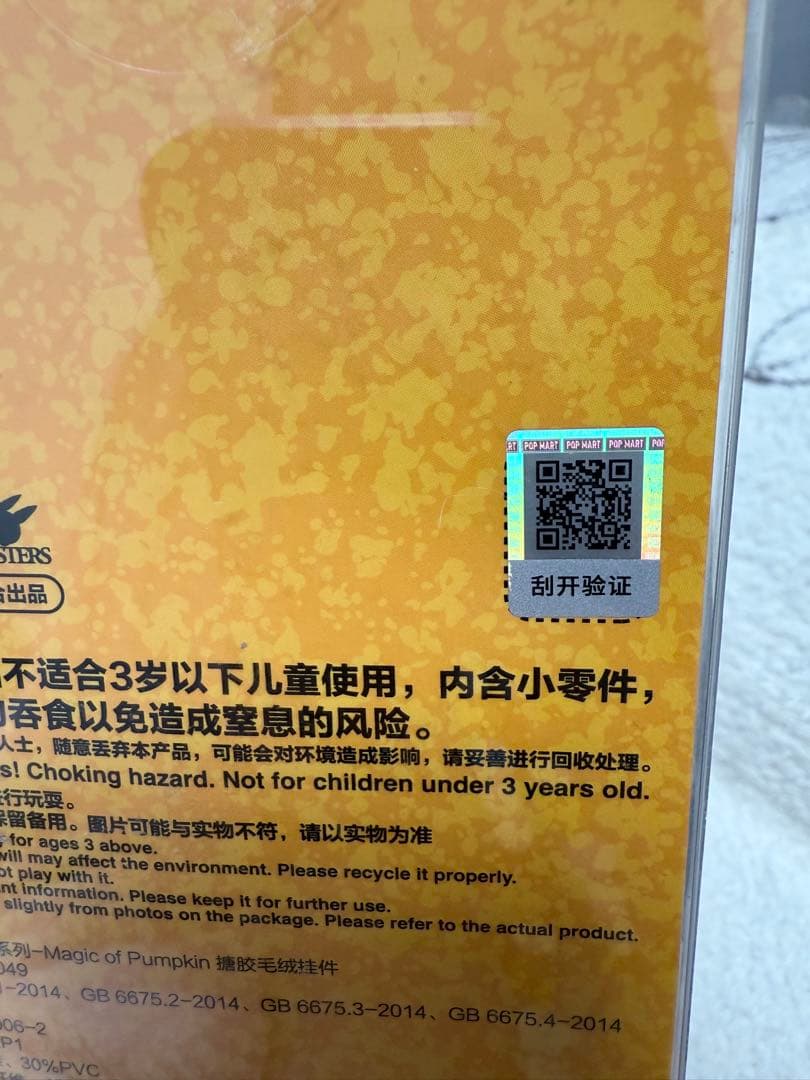 POP MART POP MART POP MART
刮开验证
STERS
出品
不适合3岁以下儿童使用，内含小零件，
吞食以免造成窒息的风险。
人士，随意丢弃本产品，可能会对环境造成影响，请妥善进行回收处理。
s! Choking hazard. Not for children under 3 years old.
行玩耍。
保留备用。图片可能与实物不符，请以实物为准
for ages 3 above.
will may affect the environment. Please recycle it properly.
ot play with it.
nt information. Please keep it for further use.
slightly from photos on the package. Please refer to the actual product.
系列-Magic of Pumpkin 搪胶毛绒挂件
049
-2014、GB 6675.2-2014、GB 6675.3-2014、GB 6675.4-2014
006-2
P1
、30%PVC